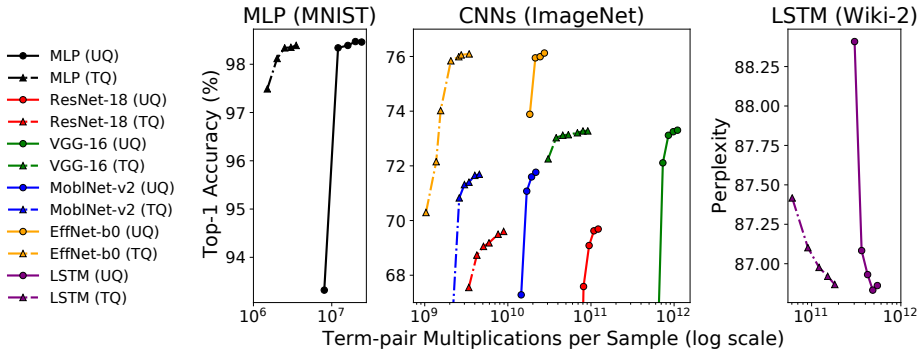 MLP (MNIST)
CNNs (ImageNet)
LSTM (Wiki-2)
MLP (UQ)
MLP (TQ)
ResNet-18 (UQ)
ResNet-18 (TQ)
VGG-16 (UQ)
VGG-16 (TQ)
MoblNet-v2 (UQ)
MoblNet-v2 (TQ)
EffNet-b0 (UQ)
EffNet-b0 (TQ)
LSTM (UQ)
LSTM (TQ)
Top-1 Accuracy (%)
98
97
96
95
94
10^6
10^7
76
74
72
70
68
10^9
10^10
10^11
10^12
Perplexity
88.25
88.00
87.75
87.50
87.25
87.00
10^11
10^12
Term-pair Multiplications per Sample (log scale)